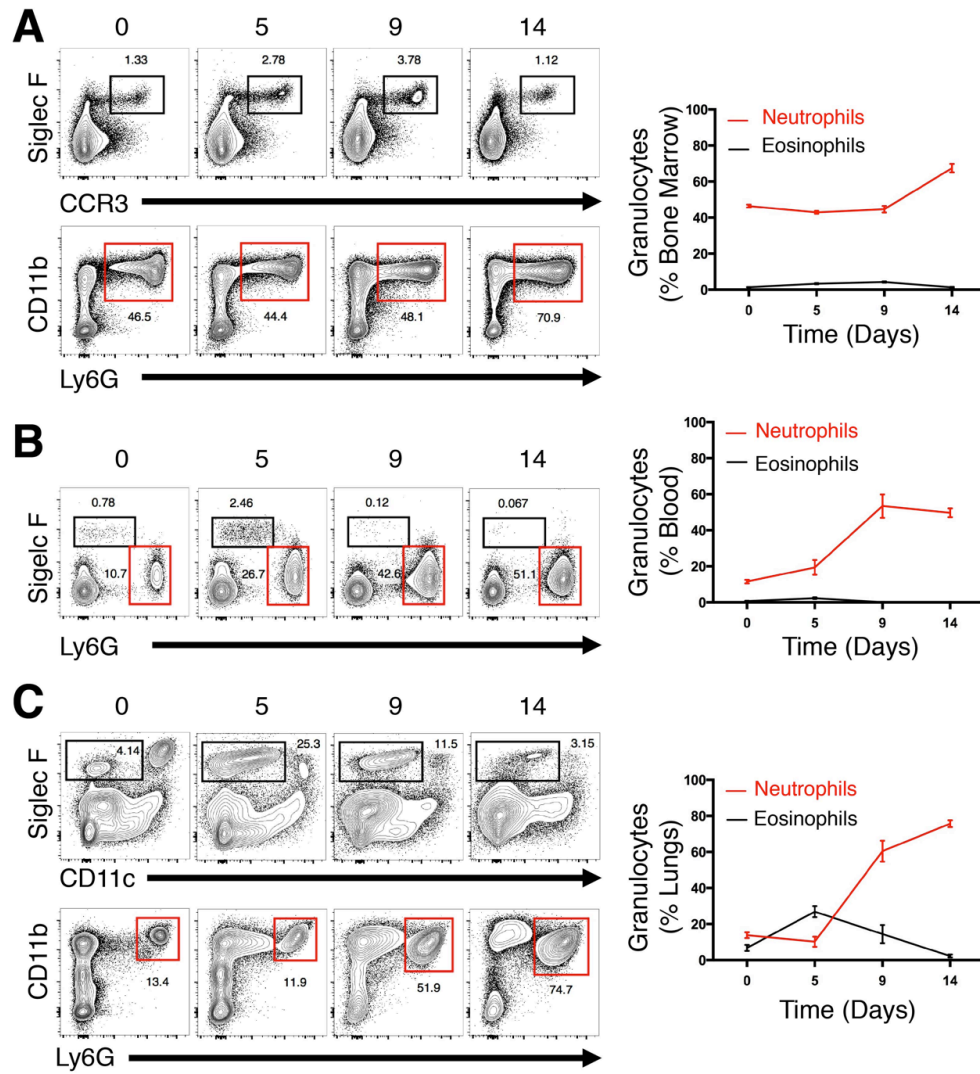 A
0 5 9 14
Siglec F
1.33 2.78 3.78 1.12
CCR3
CD11b
46.5 44.4 48.1 70.9
Ly6G
Granulocytes
(% Bone Marrow)
100
80
60
40
20
0
Neutrophils
Eosinophils
0 5 9 14
Time (Days)
B
0 5 9 14
Sigelc F
0.78 2.46 0.12 0.067
10.7 26.7 42.6 51.1
Ly6G
Granulocytes
(% Blood)
100
80
60
40
20
0
Neutrophils
Eosinophils
0 5 9 14
Time (Days)
C
0 5 9 14
Siglec F
4.14 25.3 11.5 3.15
CD11c
CD11b
13.4 11.9 51.9 74.7
Ly6G
Granulocytes
(% Lungs)
100
80
60
40
20
0
Neutrophils
Eosinophils
0 5 9 14
Time (Days)